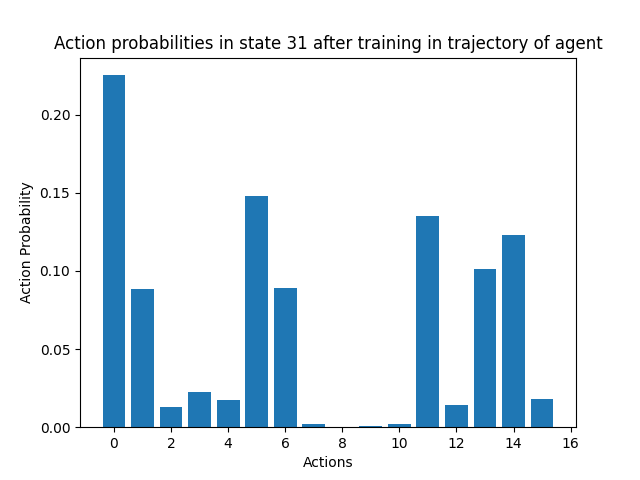 Action probabilities in state 31 after training in trajectory of agent
0.20
0.15
0.10
0.05
0.00
Action Probability
0 2 4 6 8 10 12 14 16
Actions